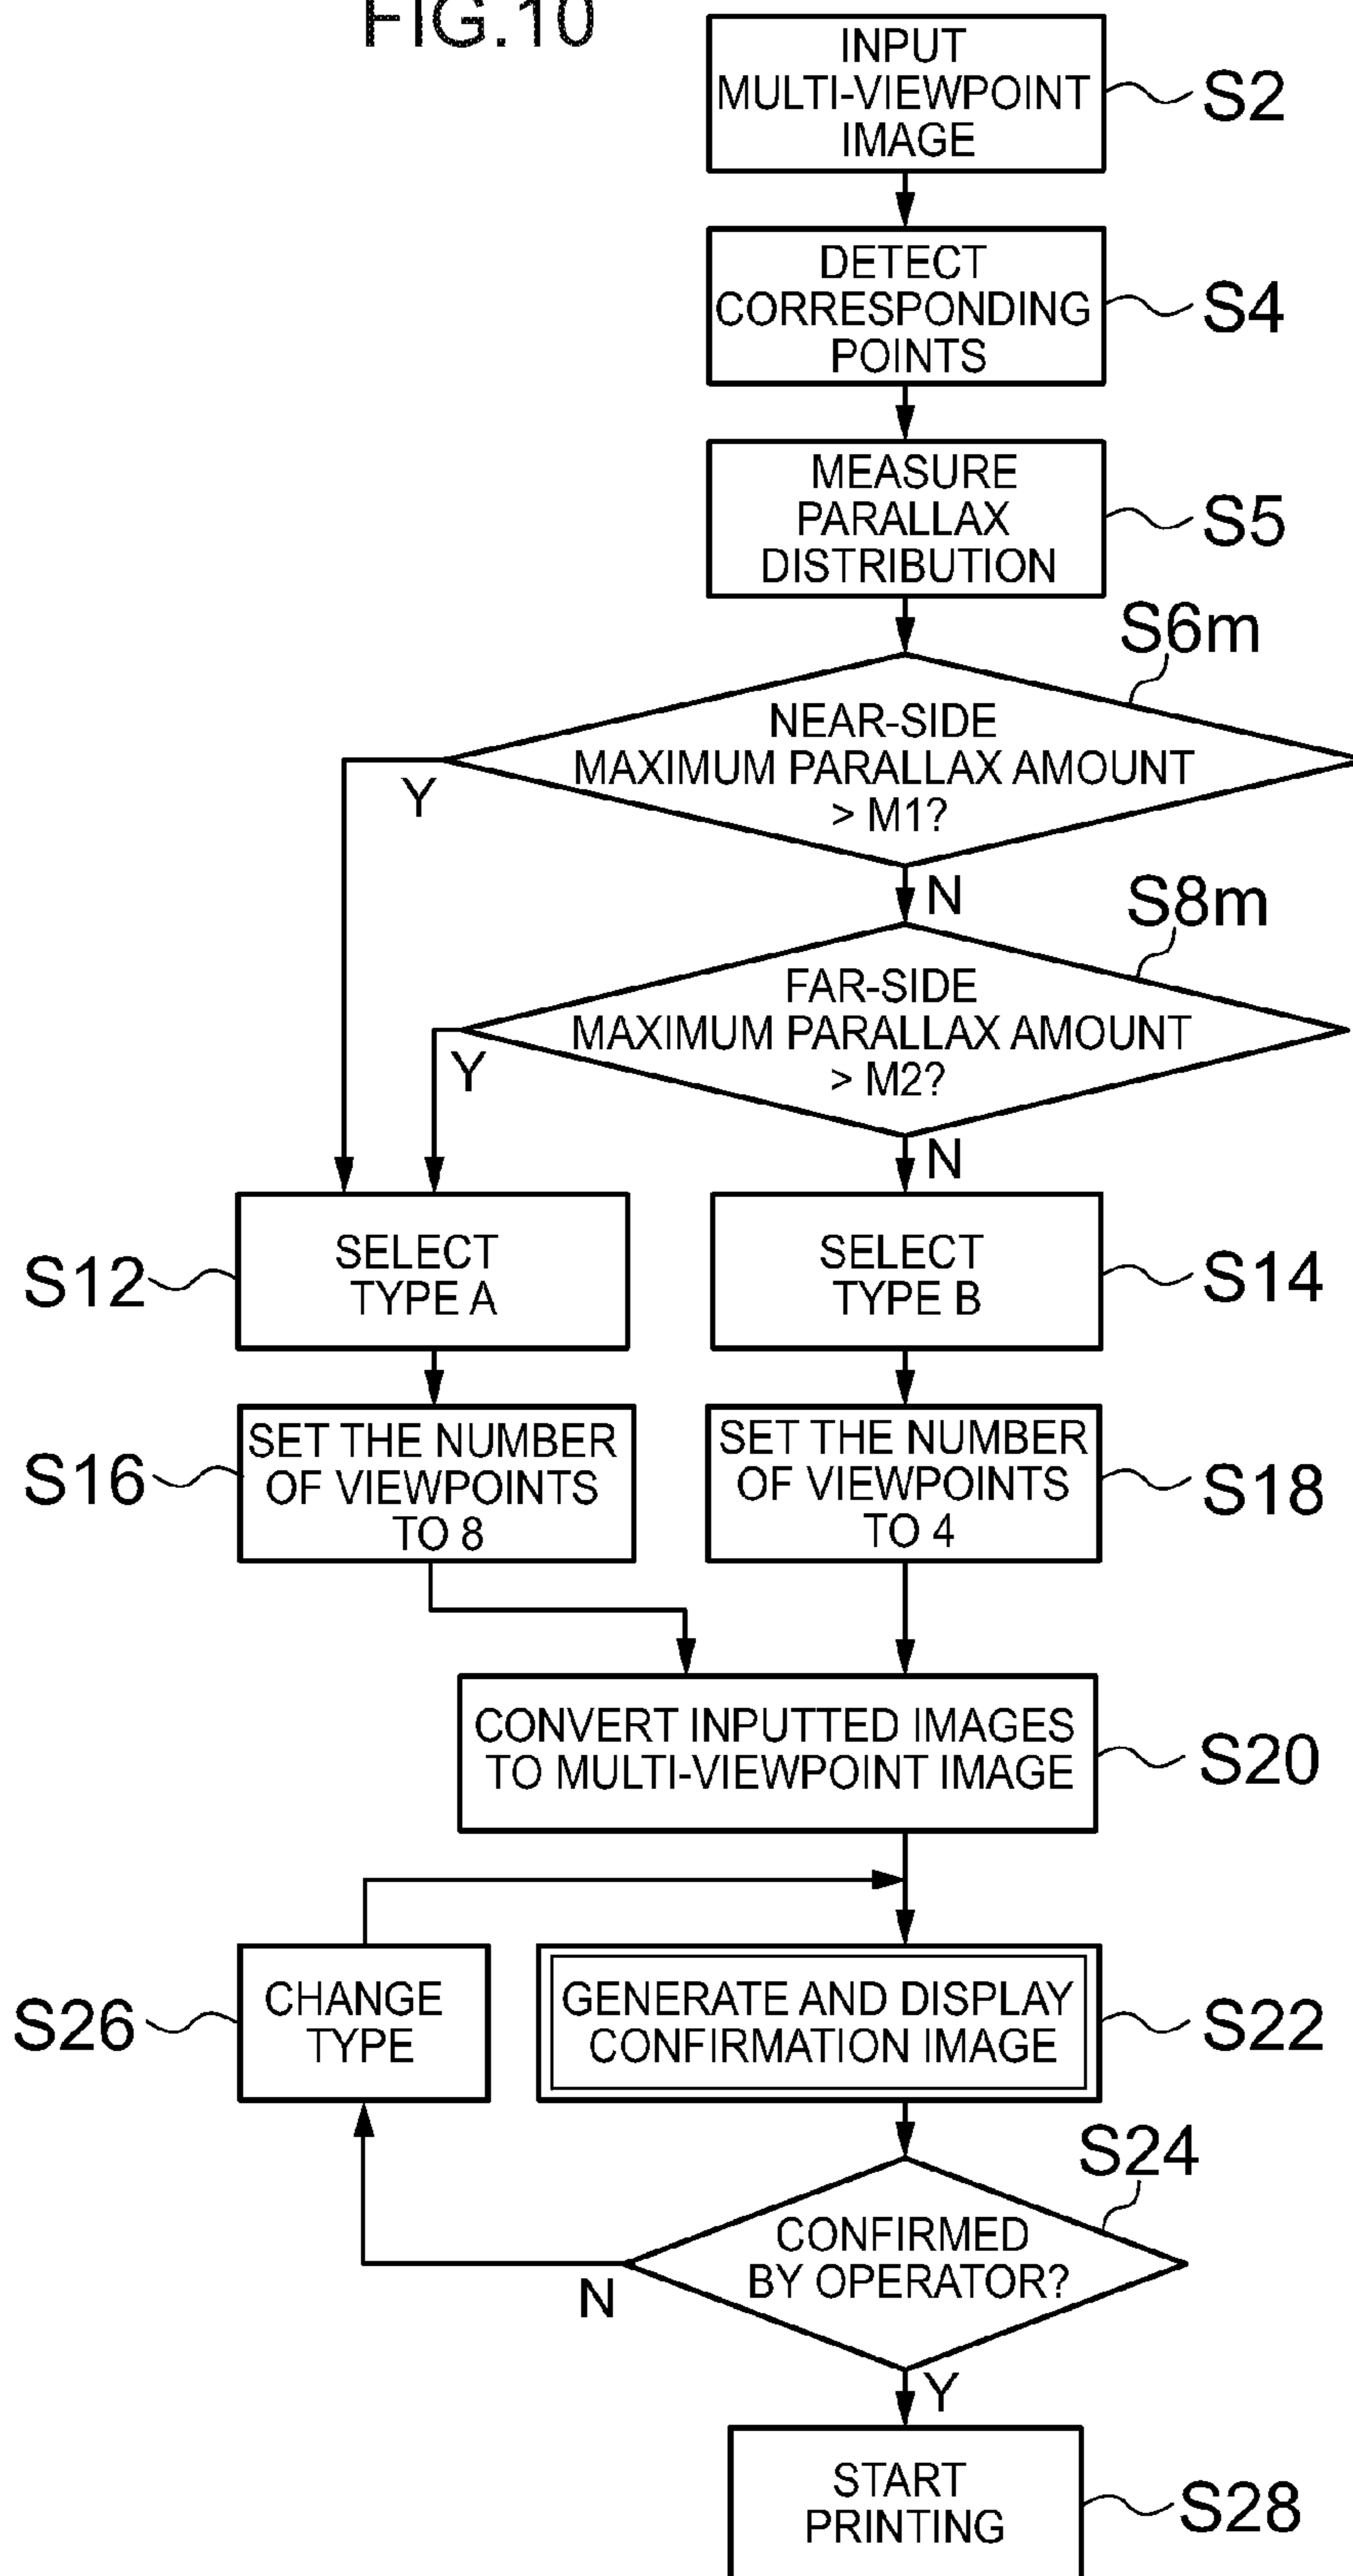 FIG.10
INPUT
MULTI-VIEWPOINT
IMAGE
S2
DETECT
CORRESPONDING
POINTS
S4
MEASURE
PARALLAX
DISTRIBUTION
S5
S6m
NEAR-SIDE
MAXIMUM PARALLAX AMOUNT
> M1?
Y
N
S8m
FAR-SIDE
MAXIMUM PARALLAX AMOUNT
> M2?
Y
N
S12
SELECT
TYPE A
SELECT
TYPE B
S14
S16
SET THE NUMBER
OF VIEWPOINTS
TO 8
SET THE NUMBER
OF VIEWPOINTS
TO 4
S18
CONVERT INPUTTED IMAGES
TO MULTI-VIEWPOINT IMAGE
S20
S26
CHANGE
TYPE
GENERATE AND DISPLAY
CONFIRMATION IMAGE
S22
S24
CONFIRMED
BY OPERATOR?
N
Y
START
PRINTING
S28